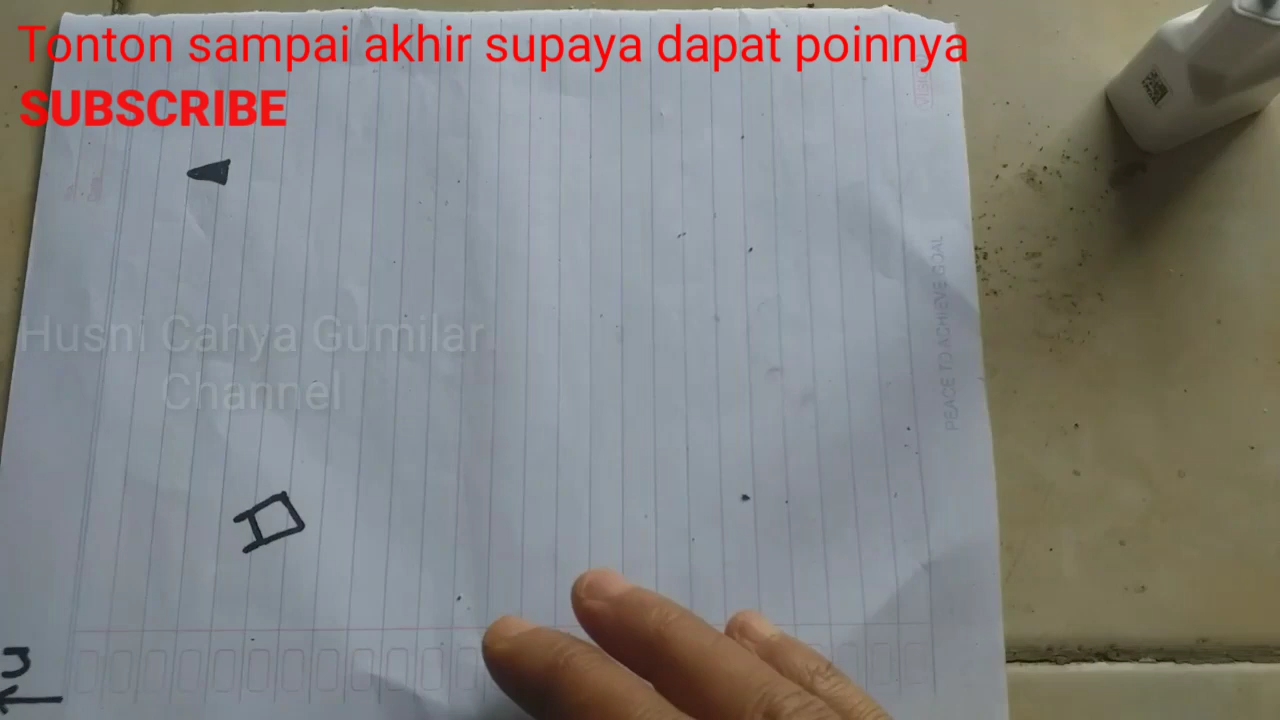 Tonton sampai akhir supaya dapat poinnya
SUBSCRIBE
Husni Cahya Gumilar
Channel
PEACE TO ACHIEVE GOAL
U